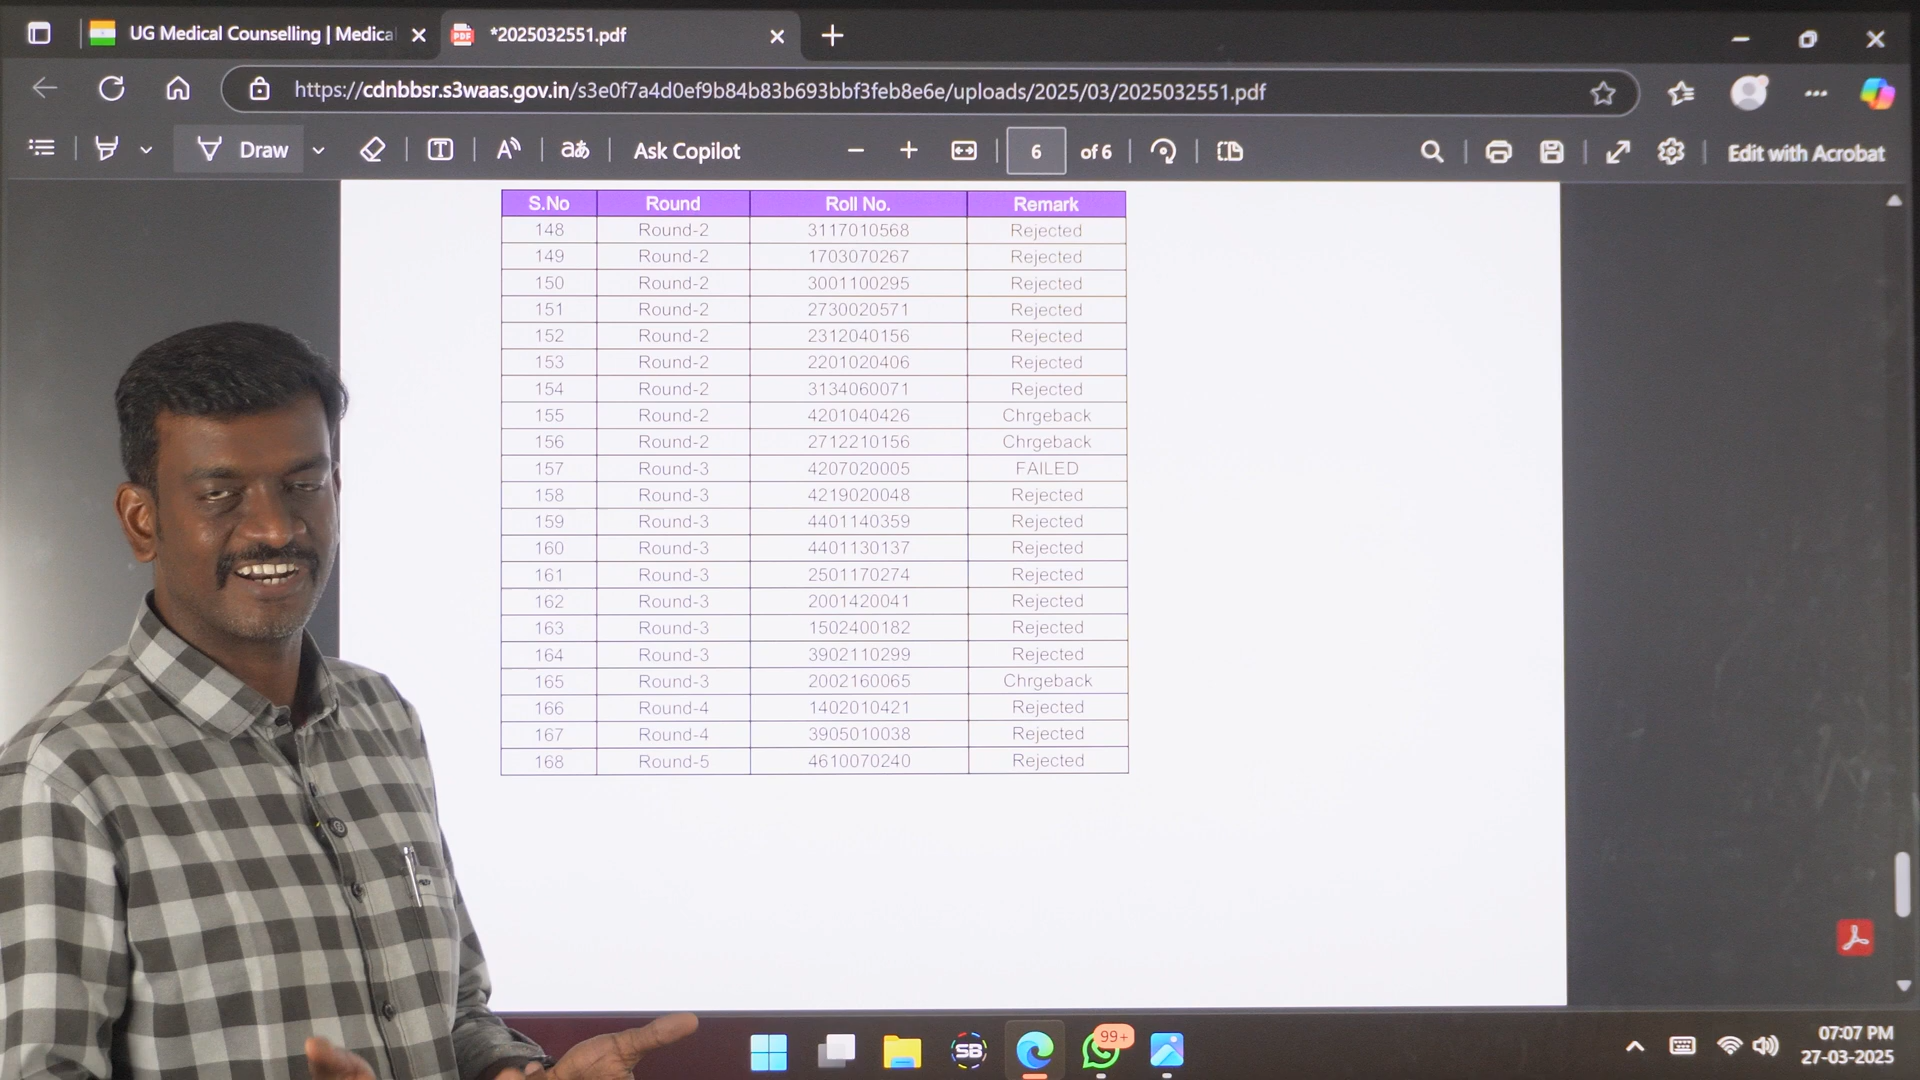 UG Medical Counselling | Medica
*2025032551.pdf
https://cdnbbsr.s3waas.gov.in/s3e0f7a4d0ef9b84b83b693bbf3feb8e6e/uploads/2025/03/2025032551.pdf
Draw
T
A
aあ
Ask Copilot
6 of 6
Edit with Acrobat
S.No Round Roll No. Remark
148 Round-2 3117010568 Rejected
149 Round-2 1703070267 Rejected
150 Round-2 3001100295 Rejected
151 Round-2 2730020571 Rejected
152 Round-2 2312040156 Rejected
153 Round-2 2201020406 Rejected
154 Round-2 3134060071 Rejected
155 Round-2 4201040426 Chrgeback
156 Round-2 2712210156 Chrgeback
157 Round-3 4207020005 FAILED
158 Round-3 4219020048 Rejected
159 Round-3 4401140359 Rejected
160 Round-3 4401130137 Rejected
161 Round-3 2501170274 Rejected
162 Round-3 2001420041 Rejected
163 Round-3 1502400182 Rejected
164 Round-3 3902110299 Rejected
165 Round-3 2002160065 Chrgeback
166 Round-4 1402010421 Rejected
167 Round-4 3905010038 Rejected
168 Round-5 4610070240 Rejected
SB
99+
07:07 PM
27-03-2025